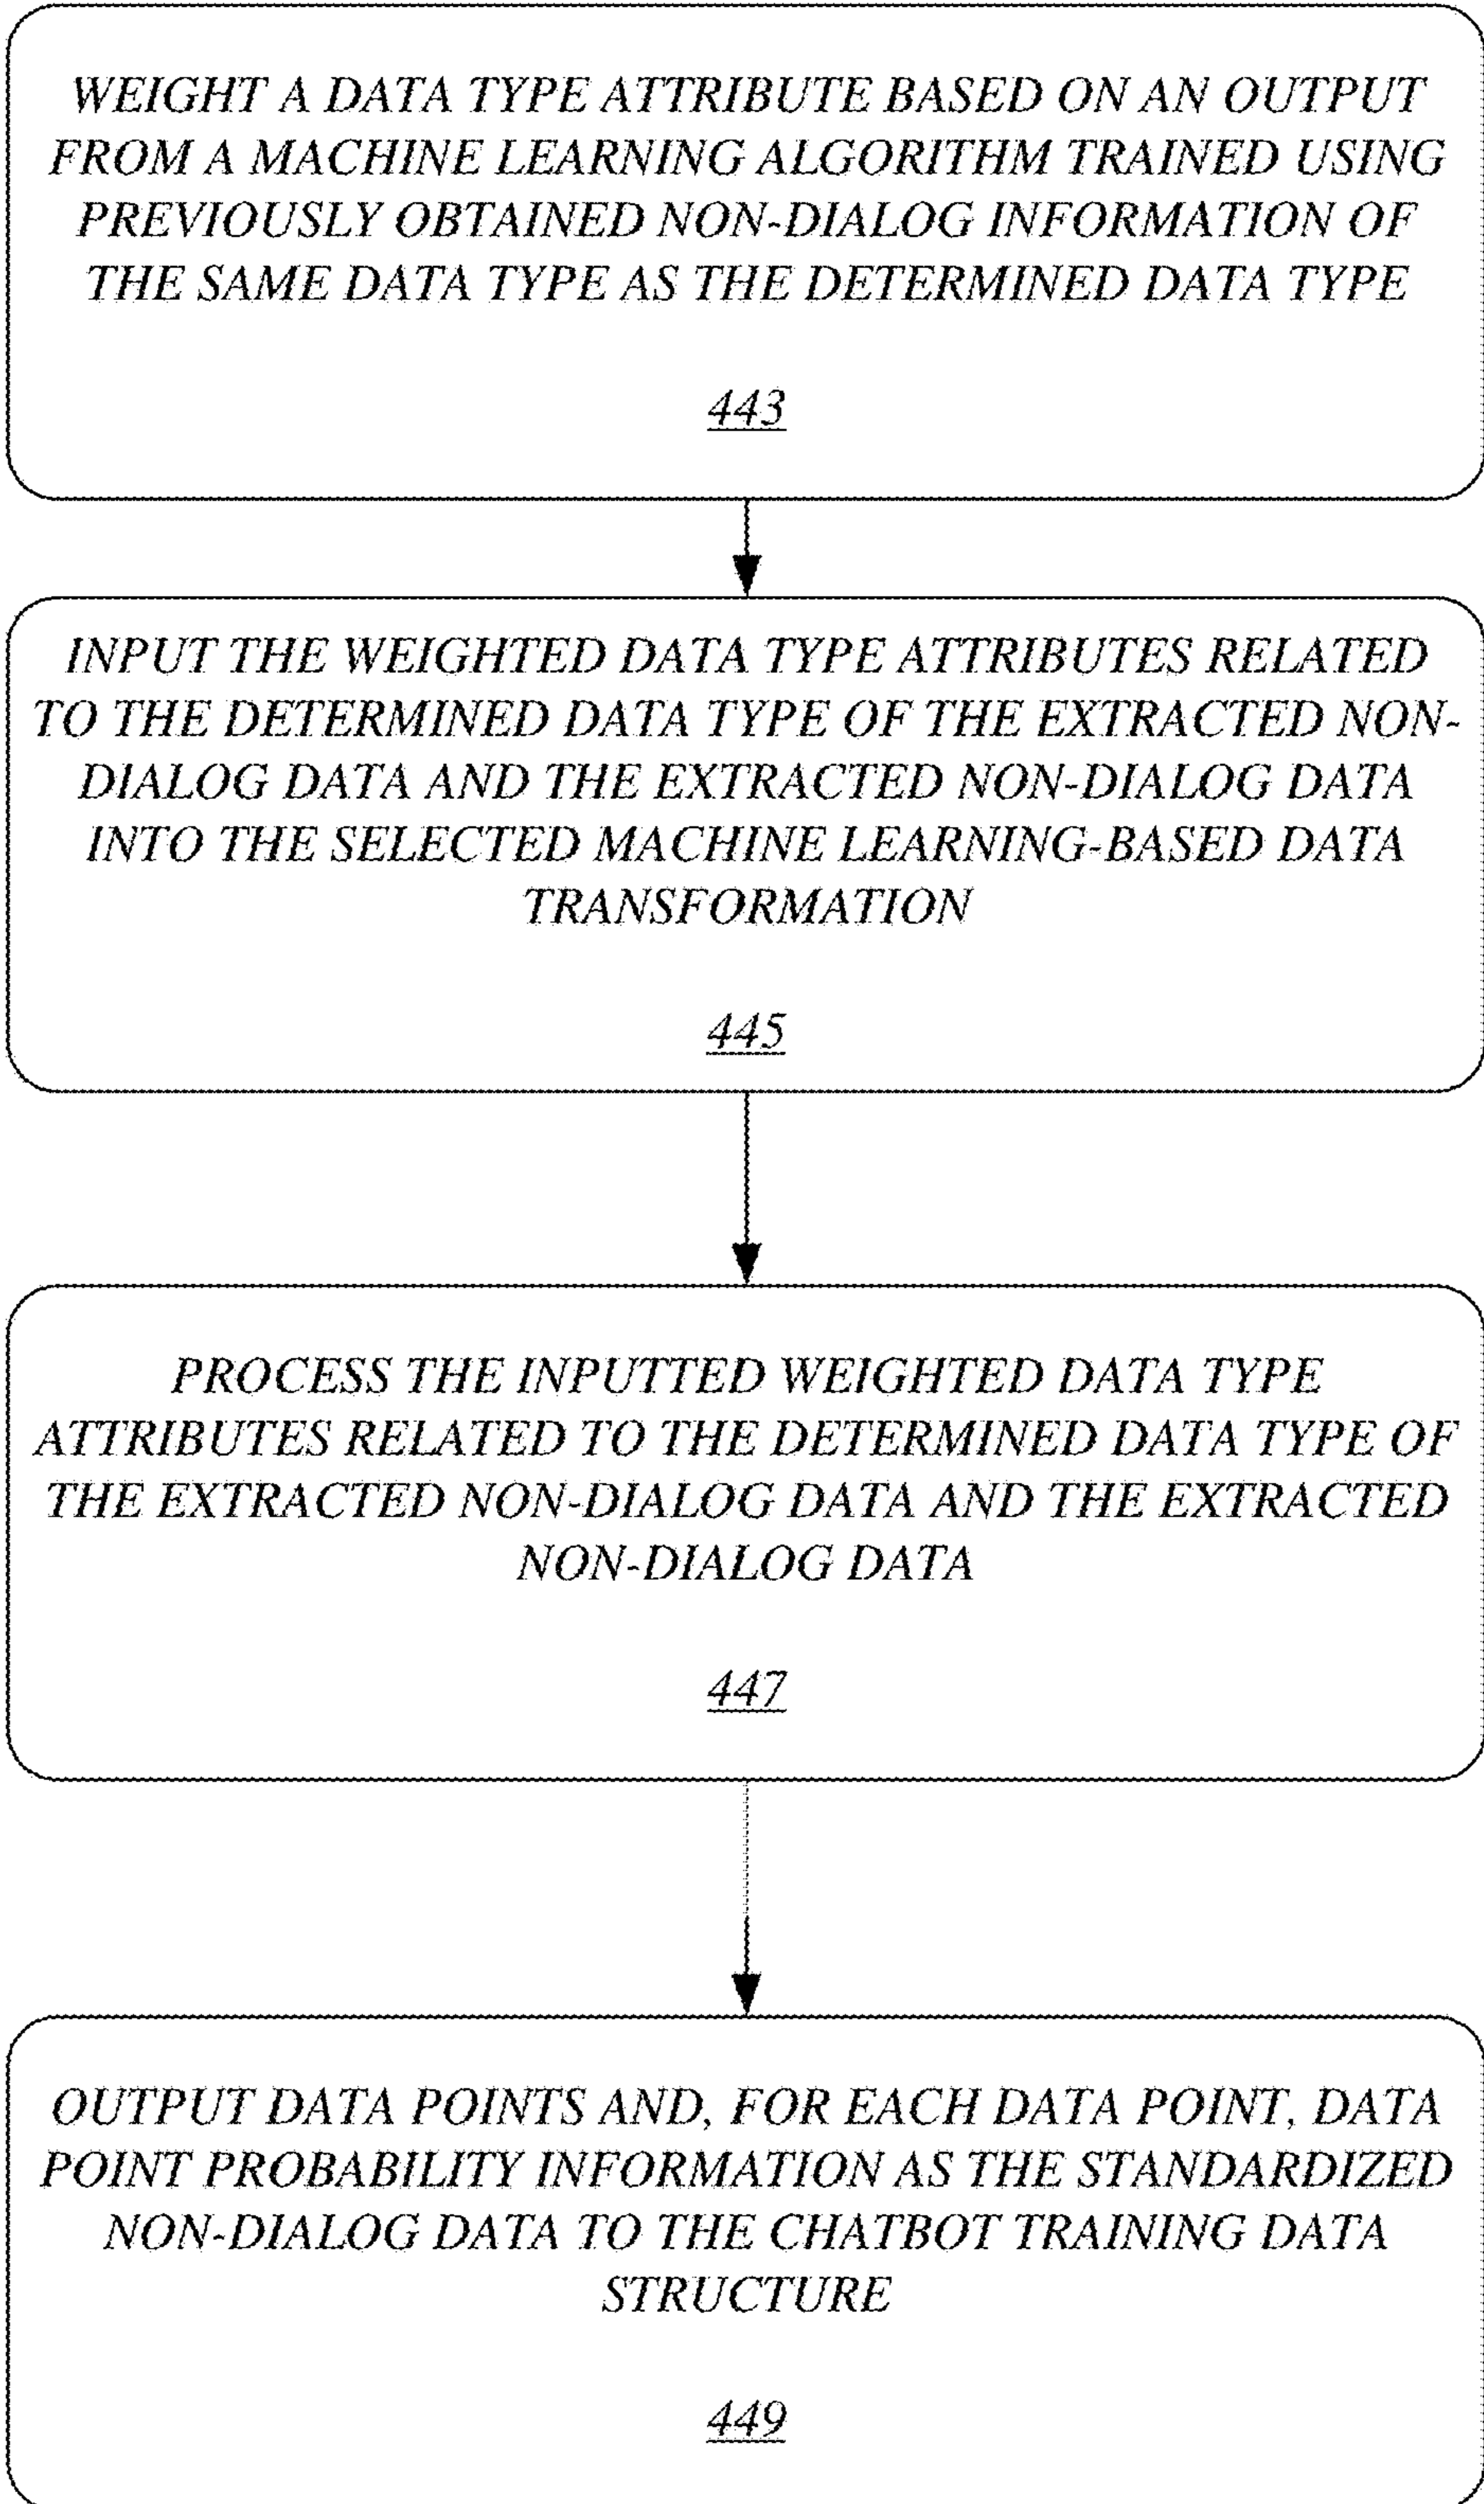 WEIGHT A DATA TYPE ATTRIBUTE BASED ON AN OUTPUT
FROM A MACHINE LEARNING ALGORITHM TRAINED USING
PREVIOUSLY OBTAINED NON-DIALOG INFORMATION OF
THE SAME DATA TYPE AS THE DETERMINED DATA TYPE
443
INPUT THE WEIGHTED DATA TYPE ATTRIBUTES RELATED
TO THE DETERMINED DATA TYPE OF THE EXTRACTED NON-
DIALOG DATA AND THE EXTRACTED NON-DIALOG DATA
INTO THE SELECTED MACHINE LEARNING-BASED DATA
TRANSFORMATION
445
PROCESS THE INPUTTED WEIGHTED DATA TYPE
ATTRIBUTES RELATED TO THE DETERMINED DATA TYPE OF
THE EXTRACTED NON-DIALOG DATA AND THE EXTRACTED
NON-DIALOG DATA
447
OUTPUT DATA POINTS AND, FOR EACH DATA POINT, DATA
POINT PROBABILITY INFORMATION AS THE STANDARDIZED
NON-DIALOG DATA TO THE CHATBOT TRAINING DATA
STRUCTURE
449